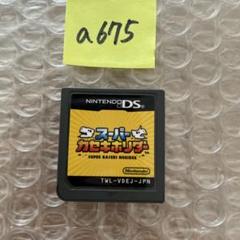 a675
NINTENDO DS
スーパー
カセキホリダー
SUPER KASEKI HORIDER
Nintendo
TWL-VDEJ-JPN